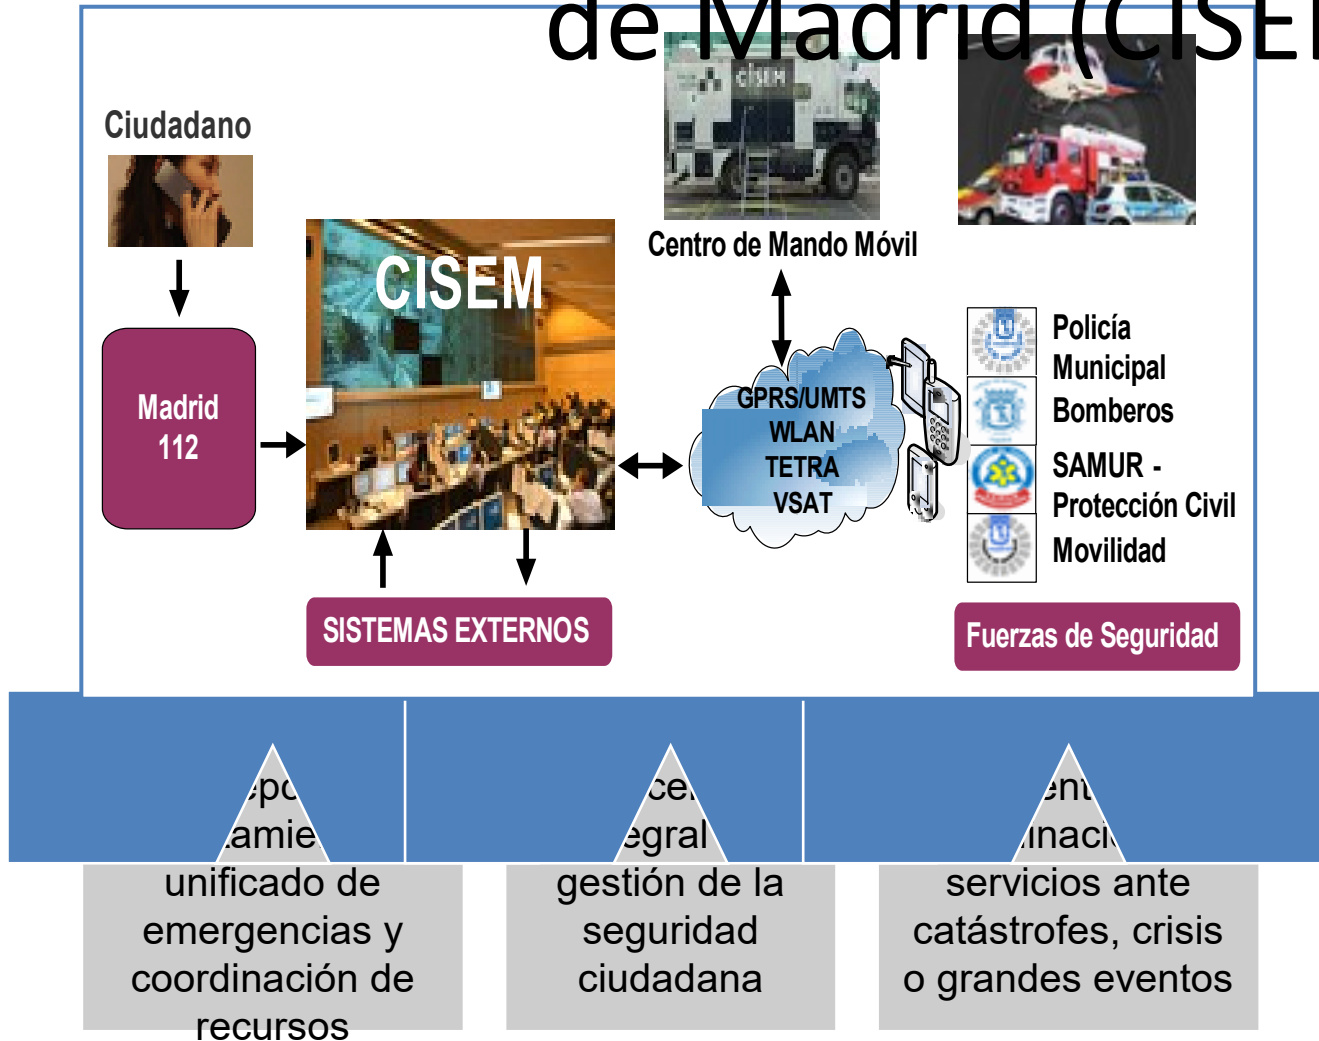 de Madrid (CISE
CISEM
Ciudadano
Centro de Mando Móvil
CISEM
Madrid
112
GPRS/UMTS
WLAN
TETRA
VSAT
Policía
Municipal
Bomberos
SAMUR -
Protección Civil
Movilidad
SISTEMAS EXTERNOS
Fuerzas de Seguridad
unificado de
emergencias y
coordinación de
recursos
gestión de la
seguridad
ciudadana
servicios ante
catástrofes, crisis
o grandes eventos